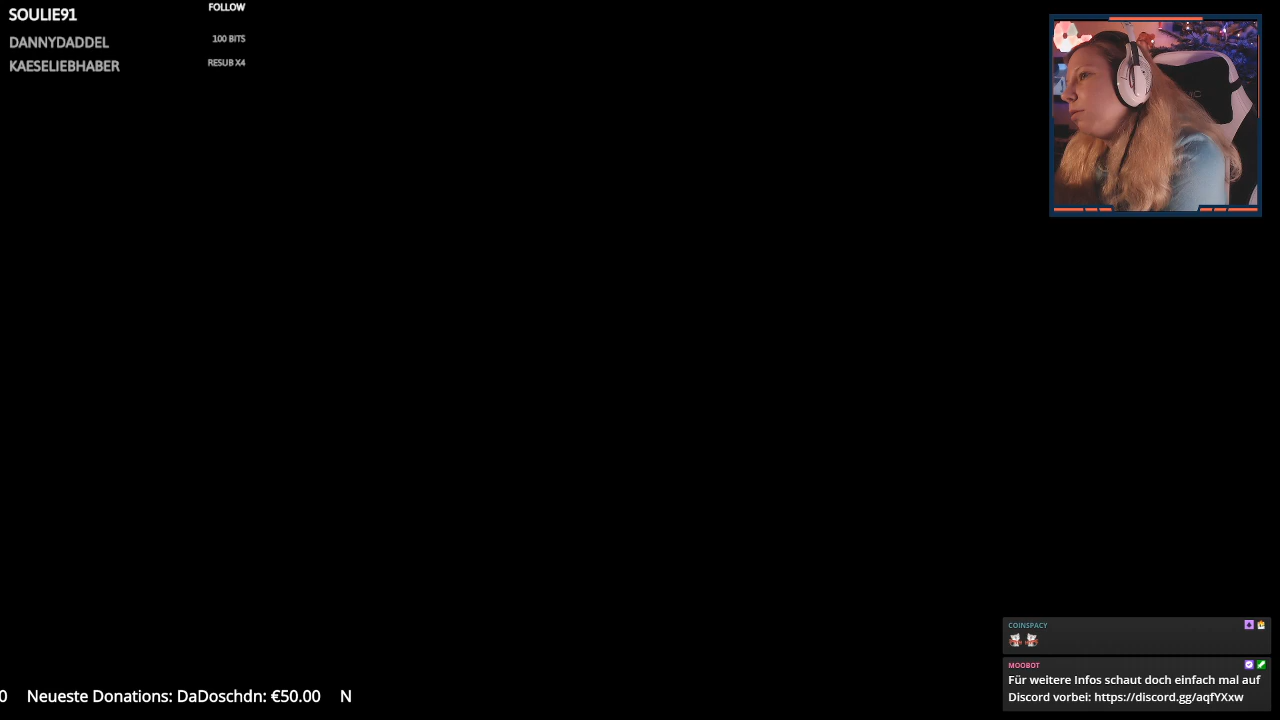 SOULIE91 FOLLOW
DANNYDADDEL 100 BITS
KAESELIEBHABER RESUB X4
COINSPACY
MOOBOT
Für weitere Infos schaut doch einfach mal auf
Discord vorbei: https://discord.gg/aqfYXxw
0 Neueste Donations: DaDoschdn: €50.00 N